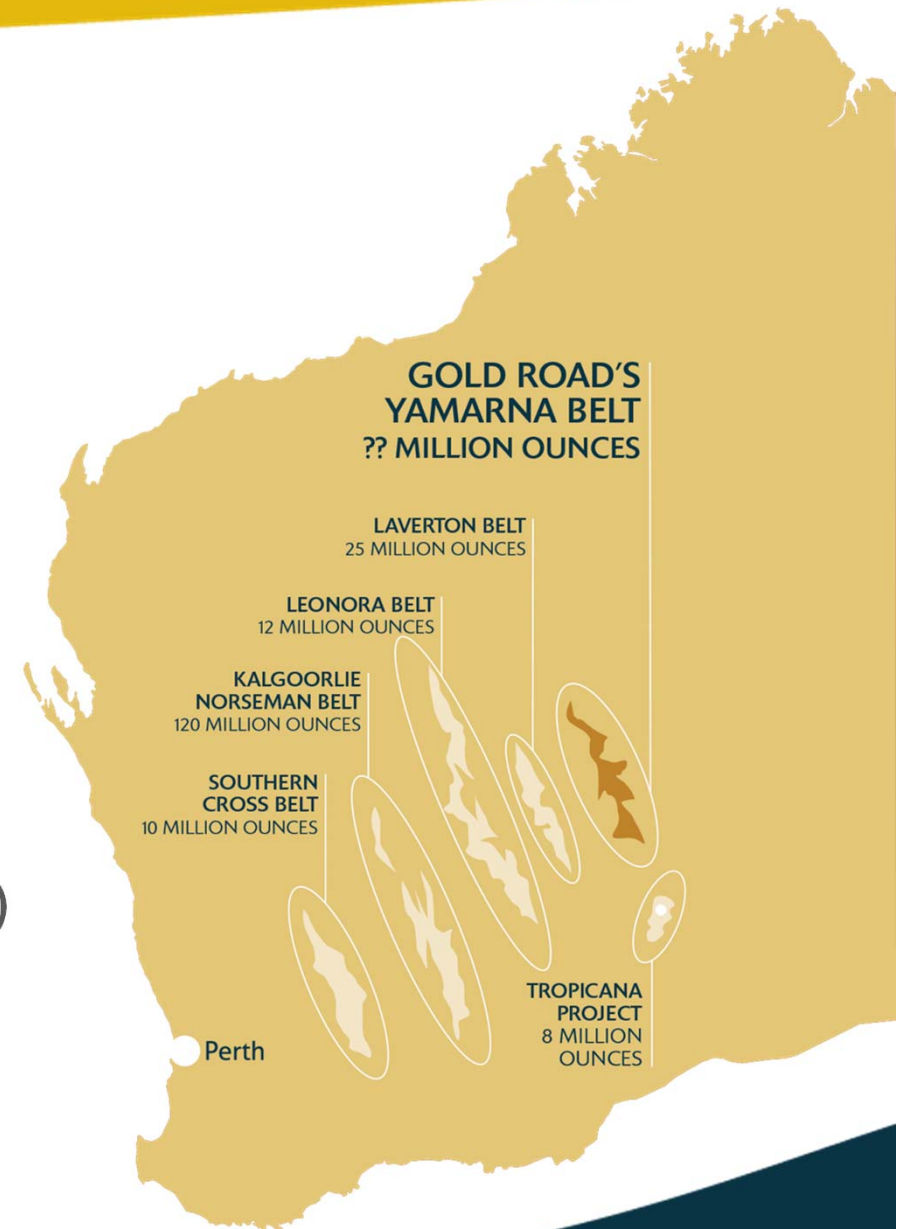 GOLD ROAD'S
YAMARNA BELT
?? MILLION OUNCES
LAVERTON BELT
25 MILLION OUNCES
LEONORA BELT
12 MILLION OUNCES
KALGOORLIE
NORSEMAN BELT
120 MILLION OUNCES
SOUTHERN
CROSS BELT
10 MILLION OUNCES
TROPICANA
PROJECT
8 MILLION
OUNCES
Perth
)